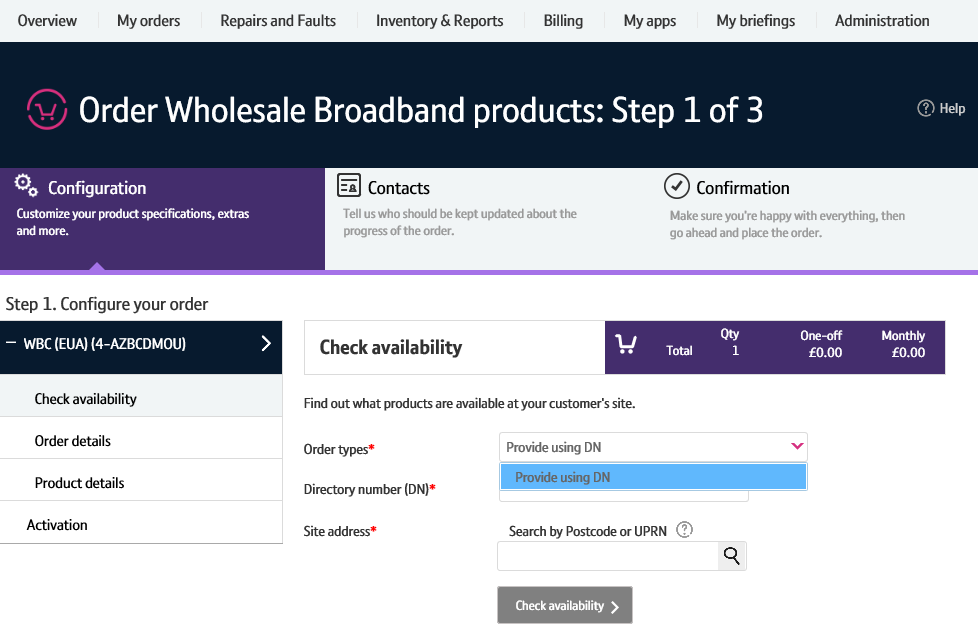 Overview My orders Repairs and Faults Inventory & Reports Billing My apps My briefings Administration
Order Wholesale Broadband products: Step 1 of 3
Help
Configuration
Customize your product specifications, extras
and more.
Contacts
Tell us who should be kept updated about the
progress of the order.
Confirmation
Make sure you're happy with everything, then
go ahead and place the order.
Step 1. Configure your order
WBC (EUA) (4-AZBCDMOU)
Check availability
Order details
Product details
Activation
Check availability
Total
Qty
1
One-off
£0.00
Monthly
£0.00
Find out what products are available at your customer's site.
Order types*
Provide using DN
Provide using DN
Directory number (DN)*
Site address*
Search by Postcode or UPRN
Check availability